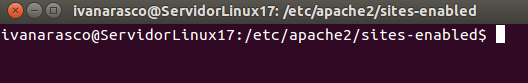 ivanarasco@ServidorLinux17: /etc/apache2/sites-enabled
ivanarasco@ServidorLinux17:/etc/apache2/sites-enabled$